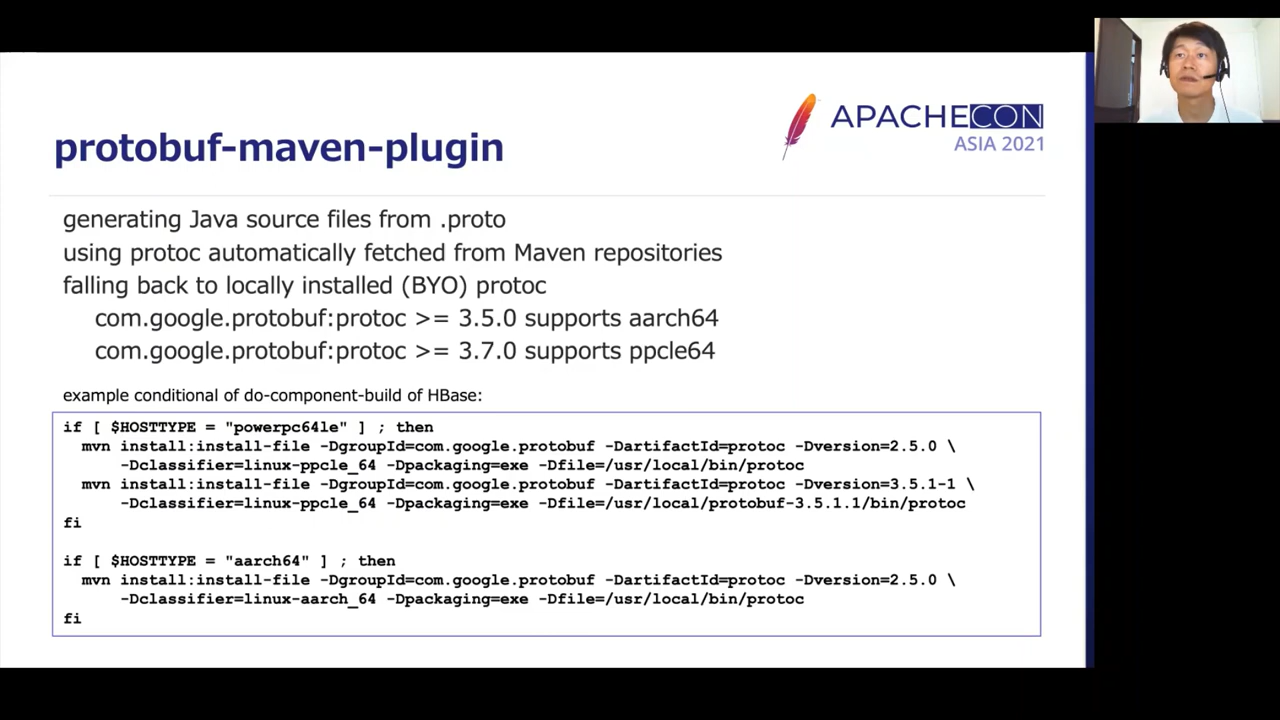 APACHECON
ASIA 2021
protobuf-maven-plugin
generating Java source files from .proto
using protoc automatically fetched from Maven repositories
falling back to locally installed (BYO) protoc
com.google.protobuf:protoc >= 3.5.0 supports aarch64
com.google.protobuf:protoc >= 3.7.0 supports ppcle64
example conditional of do-component-build of HBase:
if [ $HOSTTYPE = "powerpc64le" ] ; then
mvn install:install-file -DgroupId=com.google.protobuf -DartifactId=protoc -Dversion=2.5.0 \
-Dclassifier=linux-ppcle_64 -Dpackaging=exe -Dfile=/usr/local/bin/protoc
mvn install:install-file -DgroupId=com.google.protobuf -DartifactId=protoc -Dversion=3.5.1-1 \
-Dclassifier=linux-ppcle_64 -Dpackaging=exe -Dfile=/usr/local/protobuf-3.5.1.1/bin/protoc
fi
if [ $HOSTTYPE = "aarch64" ] ; then
mvn install:install-file -DgroupId=com.google.protobuf -DartifactId=protoc -Dversion=2.5.0 \
-Dclassifier=linux-aarch_64 -Dpackaging=exe -Dfile=/usr/local/bin/protoc
fi